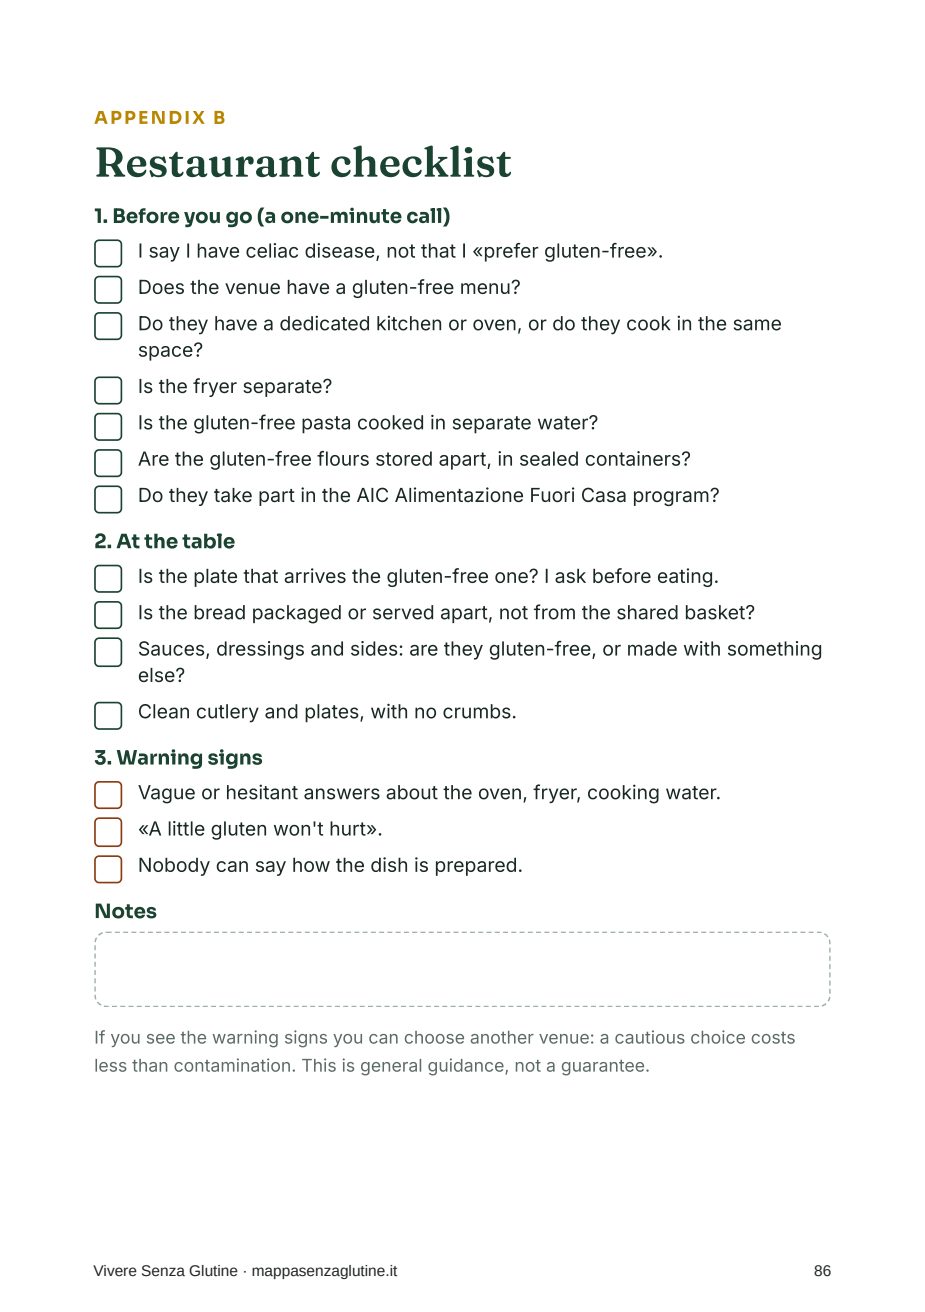 APPENDIX B
Restaurant checklist
1. Before you go (a one-minute call)
I say I have celiac disease, not that I «prefer gluten-free».
Does the venue have a gluten-free menu?
Do they have a dedicated kitchen or oven, or do they cook in the same
space?
Is the fryer separate?
Is the gluten-free pasta cooked in separate water?
Are the gluten-free flours stored apart, in sealed containers?
Do they take part in the AIC Alimentazione Fuori Casa program?
2. At the table
Is the plate that arrives the gluten-free one? I ask before eating.
Is the bread packaged or served apart, not from the shared basket?
Sauces, dressings and sides: are they gluten-free, or made with something
else?
Clean cutlery and plates, with no crumbs.
3. Warning signs
Vague or hesitant answers about the oven, fryer, cooking water.
«A little gluten won't hurt».
Nobody can say how the dish is prepared.
Notes
If you see the warning signs you can choose another venue: a cautious choice costs
less than contamination. This is general guidance, not a guarantee.
Vivere Senza Glutine · mappasenzaglutine.it
86